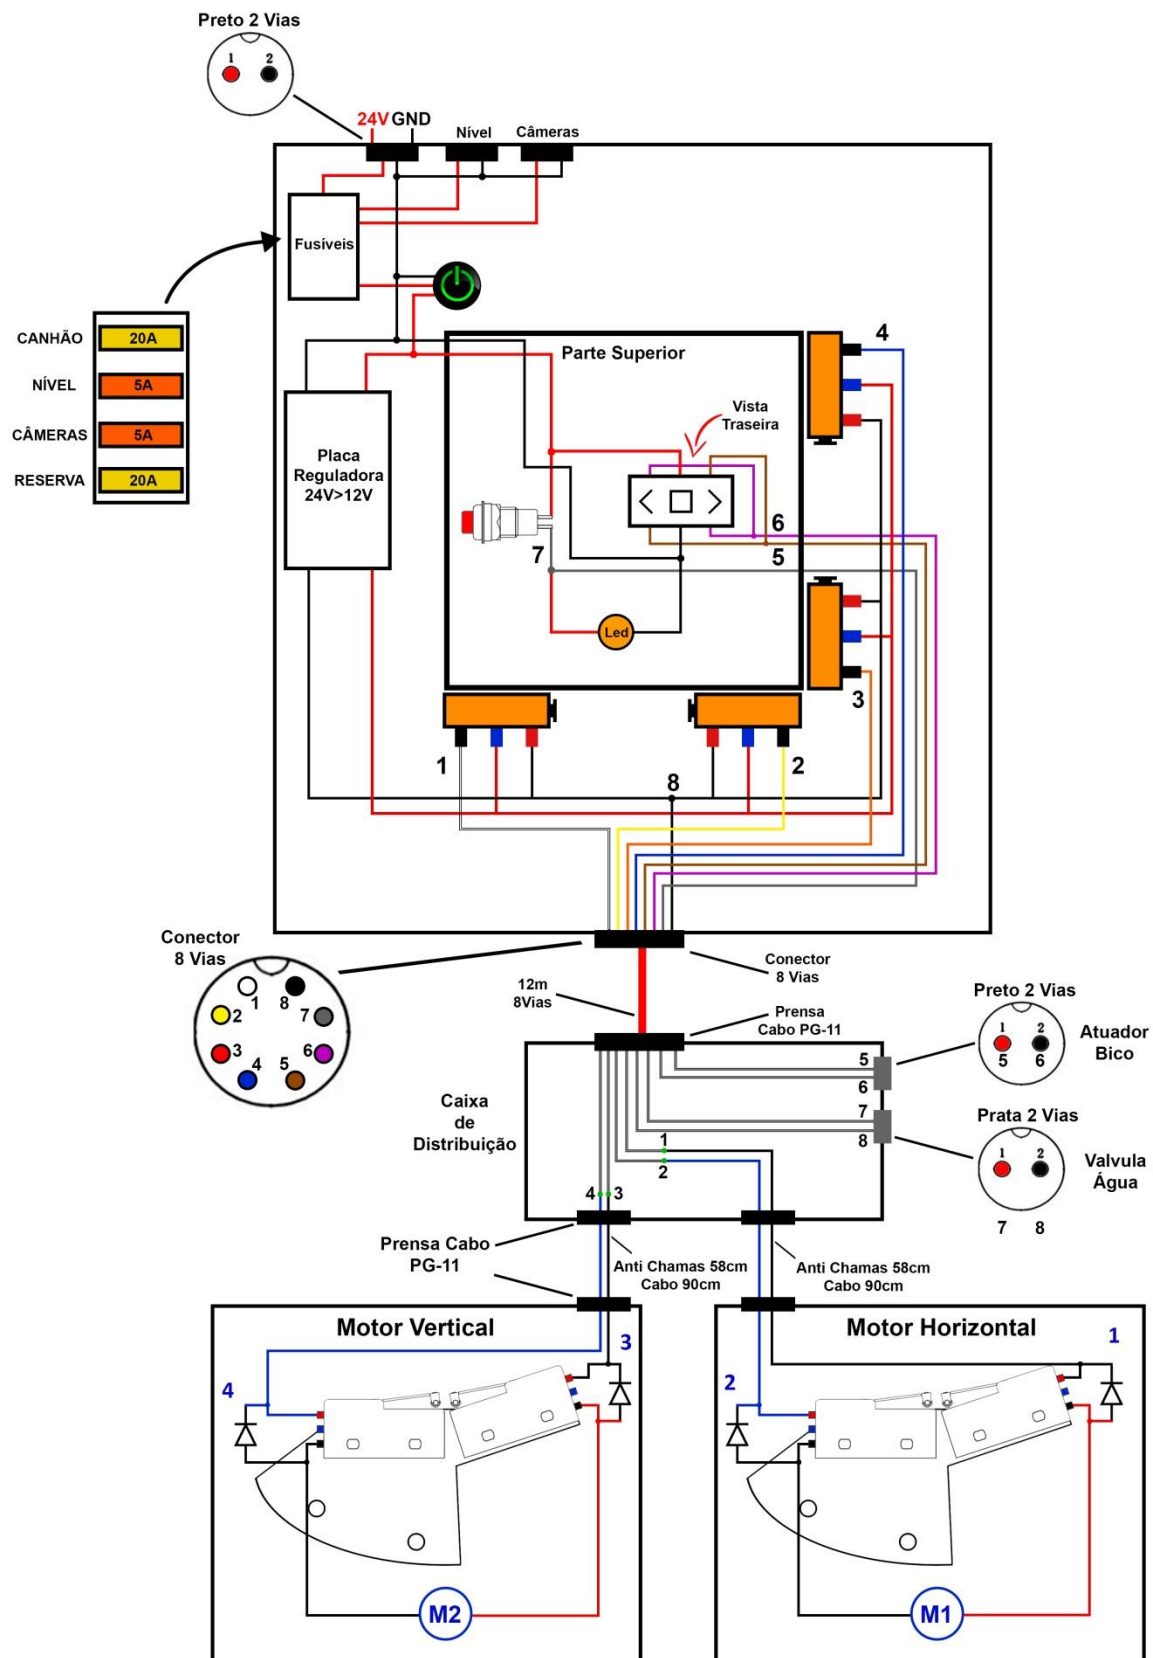 Preto 2 Vias
1 2
24V GND
Nível
Câmeras
Fusíveis
CANHÃO 20A
NÍVEL 5A
CÂMERAS 5A
RESERVA 20A
Parte Superior
4
Vista
Traseira
Placa
Reguladora
24V>12V
6
7
5
Led
3
1
2
8
Conector
8 Vias
1 8
2 7
3 6
4 5
Conector
8 Vias
12m
8Vias
Prensa
Cabo PG-11
Preto 2 Vias
1 2
5 6
Atuador
Bico
5
6
Caixa
de
Distribuição
7
8
1
2
4 3
Prata 2 Vias
1 2
Valvula
Água
7 8
Prensa Cabo
PG-11
Anti Chamas 58cm
Cabo 90cm
Anti Chamas 58cm
Cabo 90cm
Motor Vertical
3
4
M2
Motor Horizontal
1
2
M1